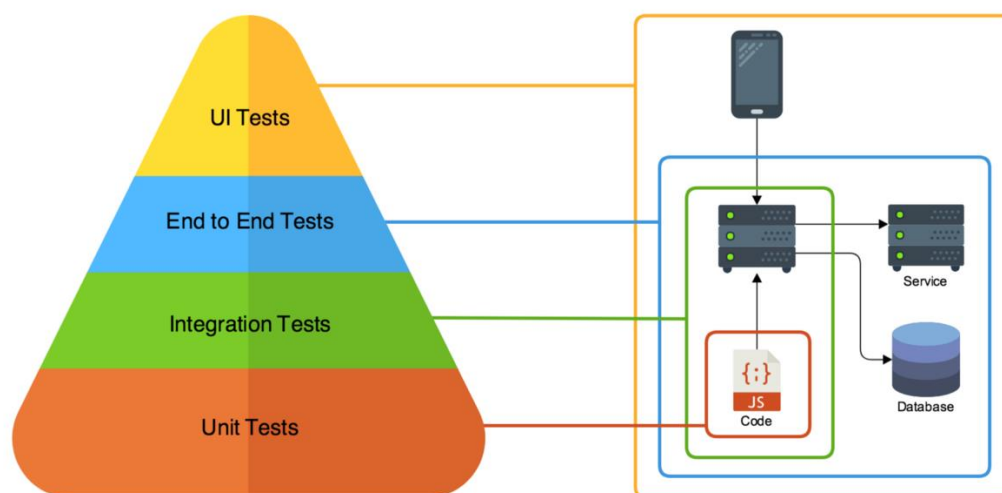 UI Tests
End to End Tests
Integration Tests
Unit Tests
Service
Database
{;}
JS
Code